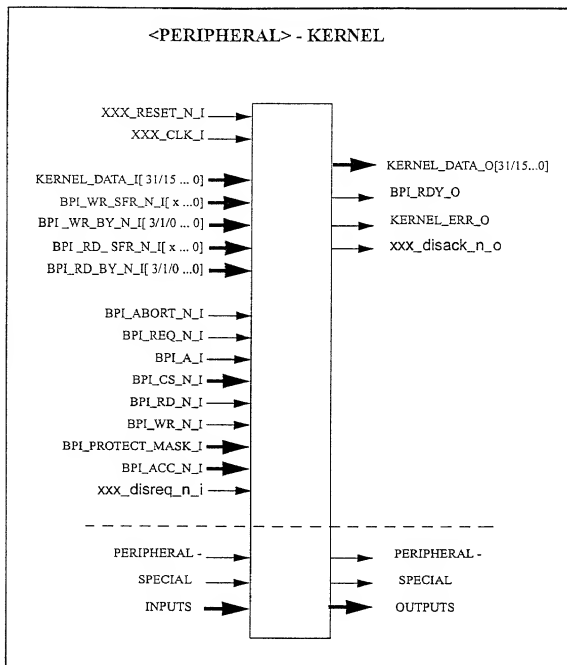 <PERIPHERAL> - KERNEL
XXX_RESET_N_I
XXX_CLK_I
KERNEL_DATA_I[ 31/15 ... 0]
BPI_WR_SFR_N_I[ x ...0]
BPI _WR_BY_N_I[ 3/1/0 ... 0]
BPI _RD_ SFR_N_I[ x ... 0]
BPI_RD_BY_N_I[ 3/1/0 ... 0]
BPI_ABORT_N_I
BPI_REQ_N_I
BPI_A_I
BPI_CS_N_I
BPI_RD_N_I
BPI_WR_N_I
BPI_PROTECT_MASK_I
BPI_ACC_N_I
xxx_disreq_n_i
KERNEL_DATA_O[31/15...0]
BPI_RDY_O
KERNEL_ERR_O
xxx_disack_n_o
PERIPHERAL -
SPECIAL
INPUTS
PERIPHERAL -
SPECIAL
OUTPUTS